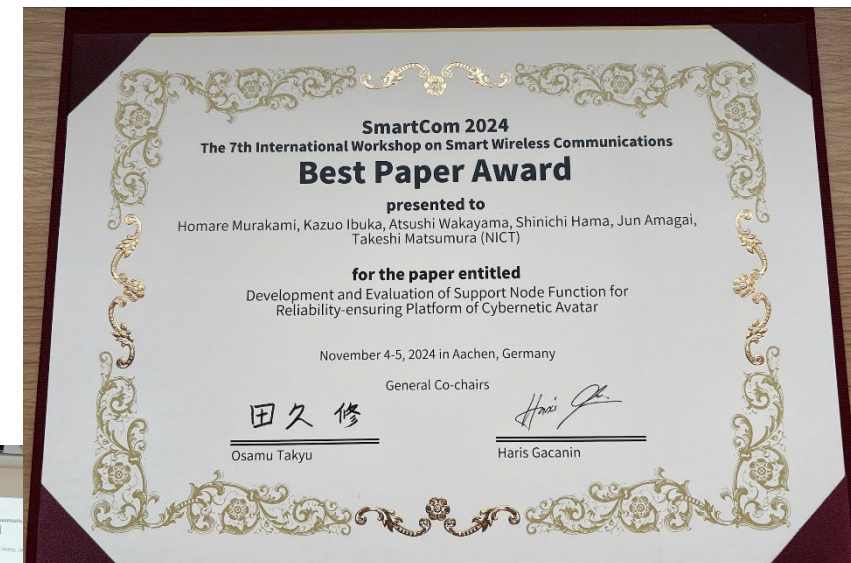 SmartCom 2024
The 7th International Workshop on Smart Wireless Communications
Best Paper Award
presented to
Homare Murakami, Kazuo Ibuka, Atsushi Wakayama, Shinichi Hama, Jun Amagai,
Takeshi Matsumura (NICT)
for the paper entitled
Development and Evaluation of Support Node Function for
Reliability-ensuring Platform of Cybernetic Avatar
November 4-5, 2024 in Aachen, Germany
General Co-chairs
田久 修
Osamu Takyu
Haris Gacanin